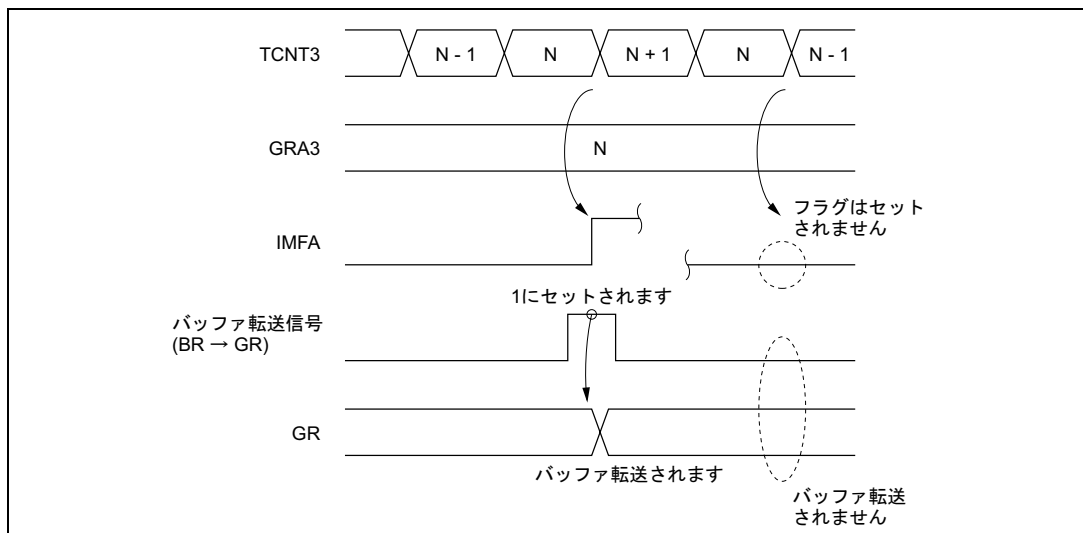 TCNT3
N - 1
N
N + 1
N
N - 1
GRA3
N
フラグはセット
されません
IMFA
1にセットされます
バッファ転送信号
(BR → GR)
GR
バッファ転送されます
バッファ転送
されません